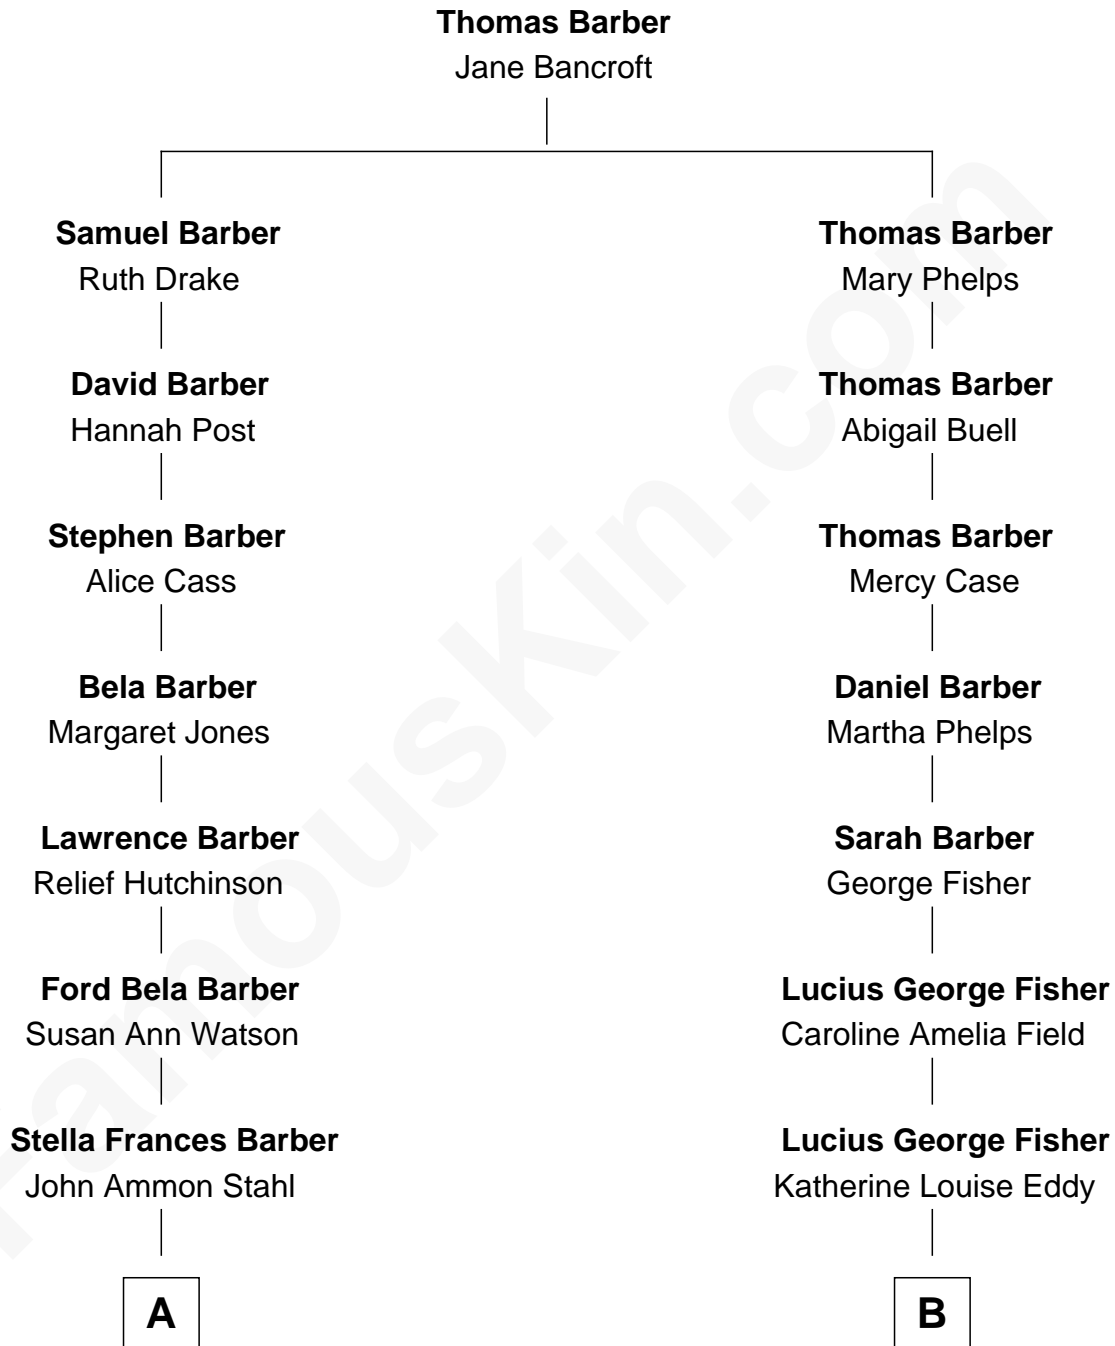 Thomas Barber
Jane Bancroft
Samuel Barber
Ruth Drake
Thomas Barber
Mary Phelps
David Barber
Hannah Post
Thomas Barber
Abigail Buell
Stephen Barber
Alice Cass
Thomas Barber
Mercy Case
Bela Barber
Margaret Jones
Daniel Barber
Martha Phelps
Lawrence Barber
Relief Hutchinson
Sarah Barber
George Fisher
Ford Bela Barber
Susan Ann Watson
Lucius George Fisher
Caroline Amelia Field
Stella Frances Barber
John Ammon Stahl
Lucius George Fisher
Katherine Louise Eddy
A
B
FamousKin.com